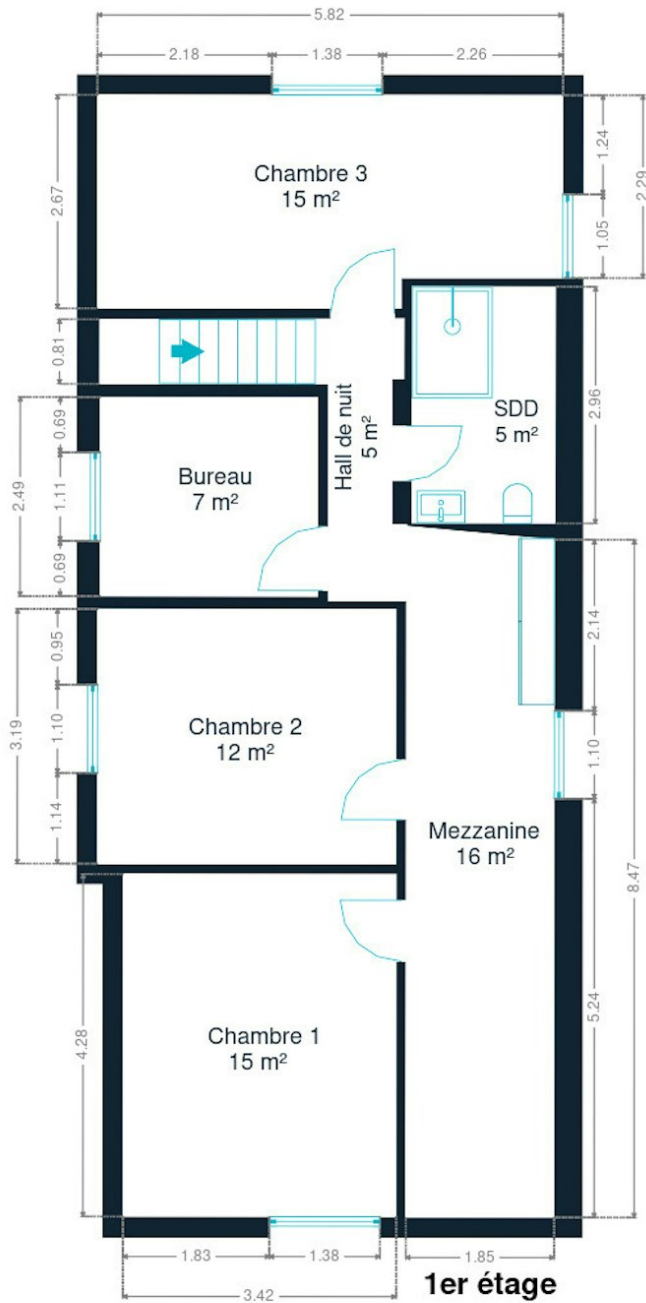 5.82
2.18
1.38
2.26
Chambre 3
15 m²
2.67
1.24
2.29
1.05
0.81
Hall de nuit
5 m²
SDD
5 m²
2.96
0.69
2.49
1.11
0.69
Bureau
7 m²
0.95
3.19
1.10
1.14
Chambre 2
12 m²
2.14
1.10
Mezzanine
16 m²
8.47
5.24
4.28
Chambre 1
15 m²
1.83
1.38
1.85
3.42
1er étage